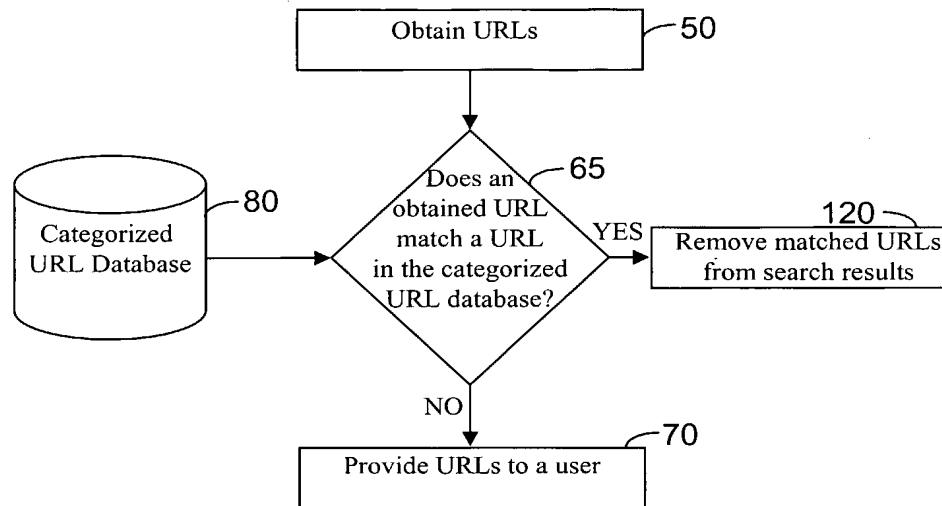 Obtain URLs
50
Does an
obtained URL
match a URL
in the categorized
URL database?
65
Categorized
URL Database
80
YES
120
Remove matched URLs
from search results
NO
70
Provide URLs to a user